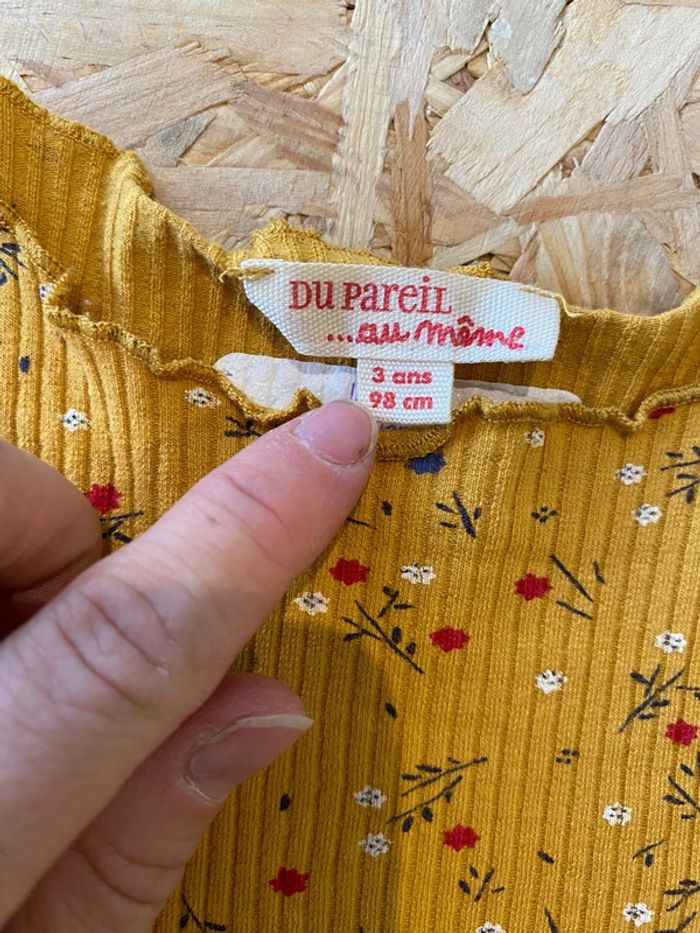 DU PAREIL
...au même
3 ans
98 cm